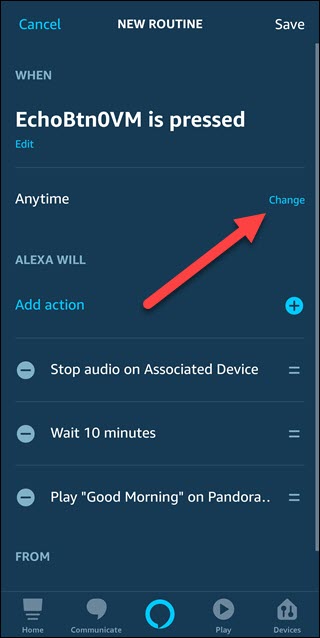 Cancel NEW ROUTINE Save
WHEN
EchoBtn0VM is pressed
Edit
Anytime Change
ALEXA WILL
Add action
Stop audio on Associated Device
Wait 10 minutes
Play "Good Morning" on Pandora..
FROM
Home Communicate Play Devices